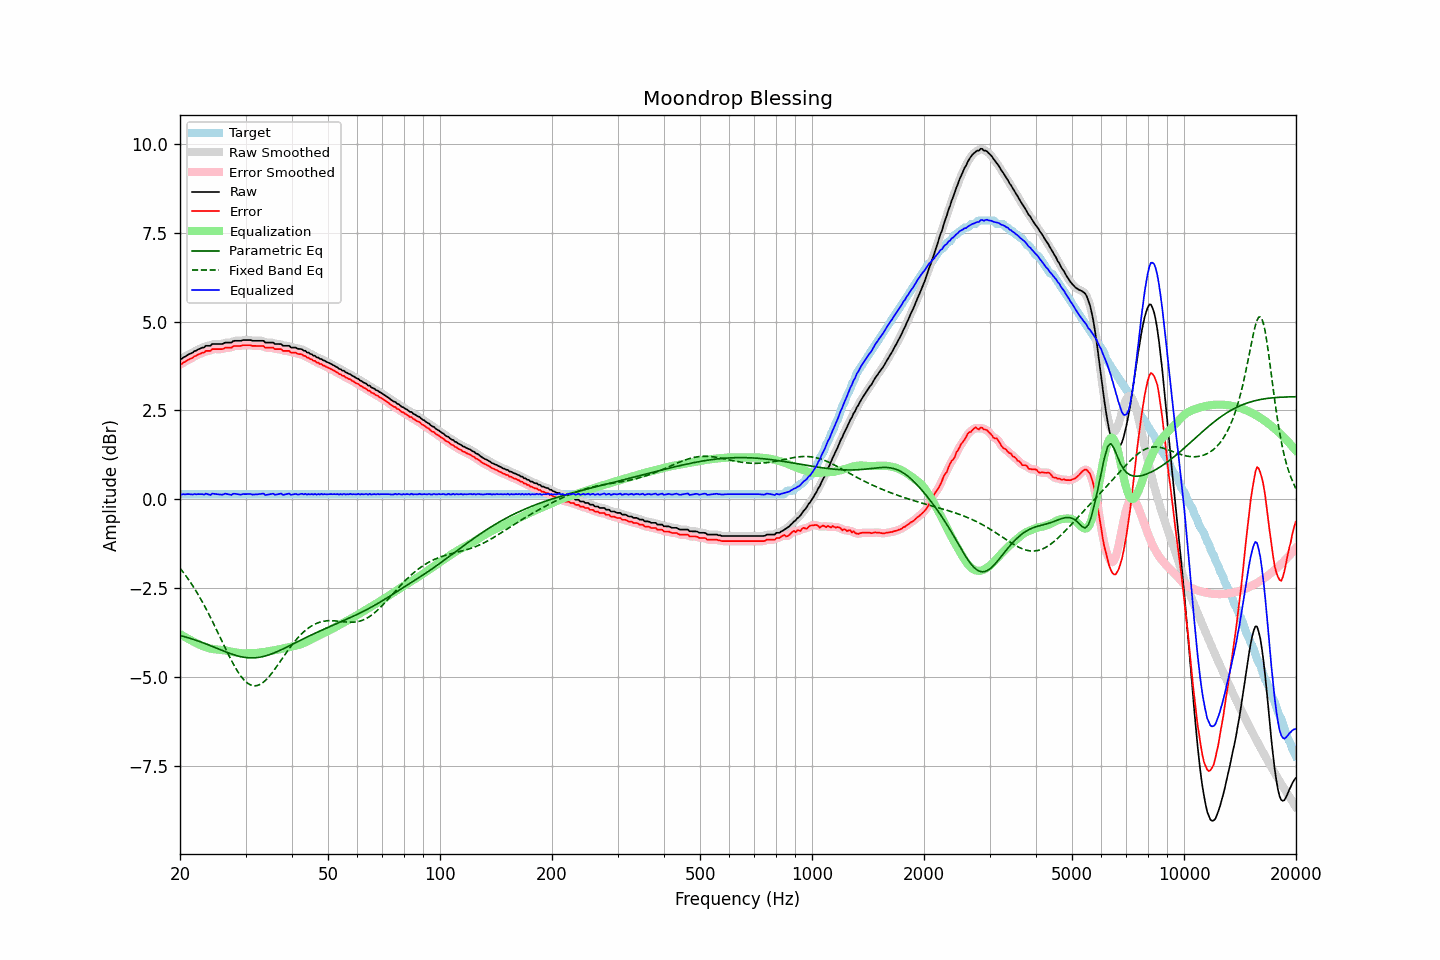 Moondrop Blessing
Target
Raw Smoothed
Error Smoothed
Raw
Error
Equalization
Parametric Eq
Fixed Band Eq
Equalized
Amplitude (dBr)
10.0
7.5
5.0
2.5
0.0
−2.5
−5.0
−7.5
20 50 100 200 500 1000 2000 5000 10000 20000
Frequency (Hz)